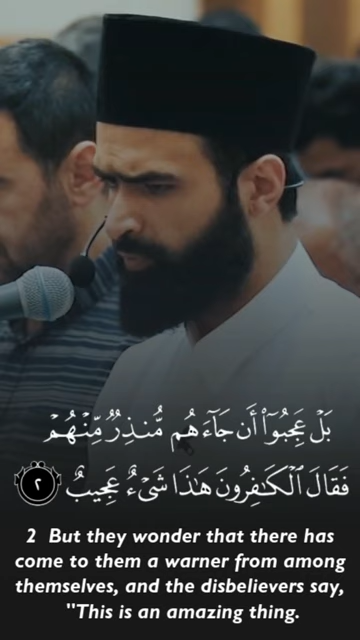 بَلْ عَجِبُوٓا۟ أَن جَآءَهُم مُّنذِرٌ مِّنْهُمْ
فَقَالَ ٱلْكَـٰفِرُونَ هَـٰذَا شَىْءٌ عَجِيبٌ ٢
2 But they wonder that there has
come to them a warner from among
themselves, and the disbelievers say,
"This is an amazing thing.